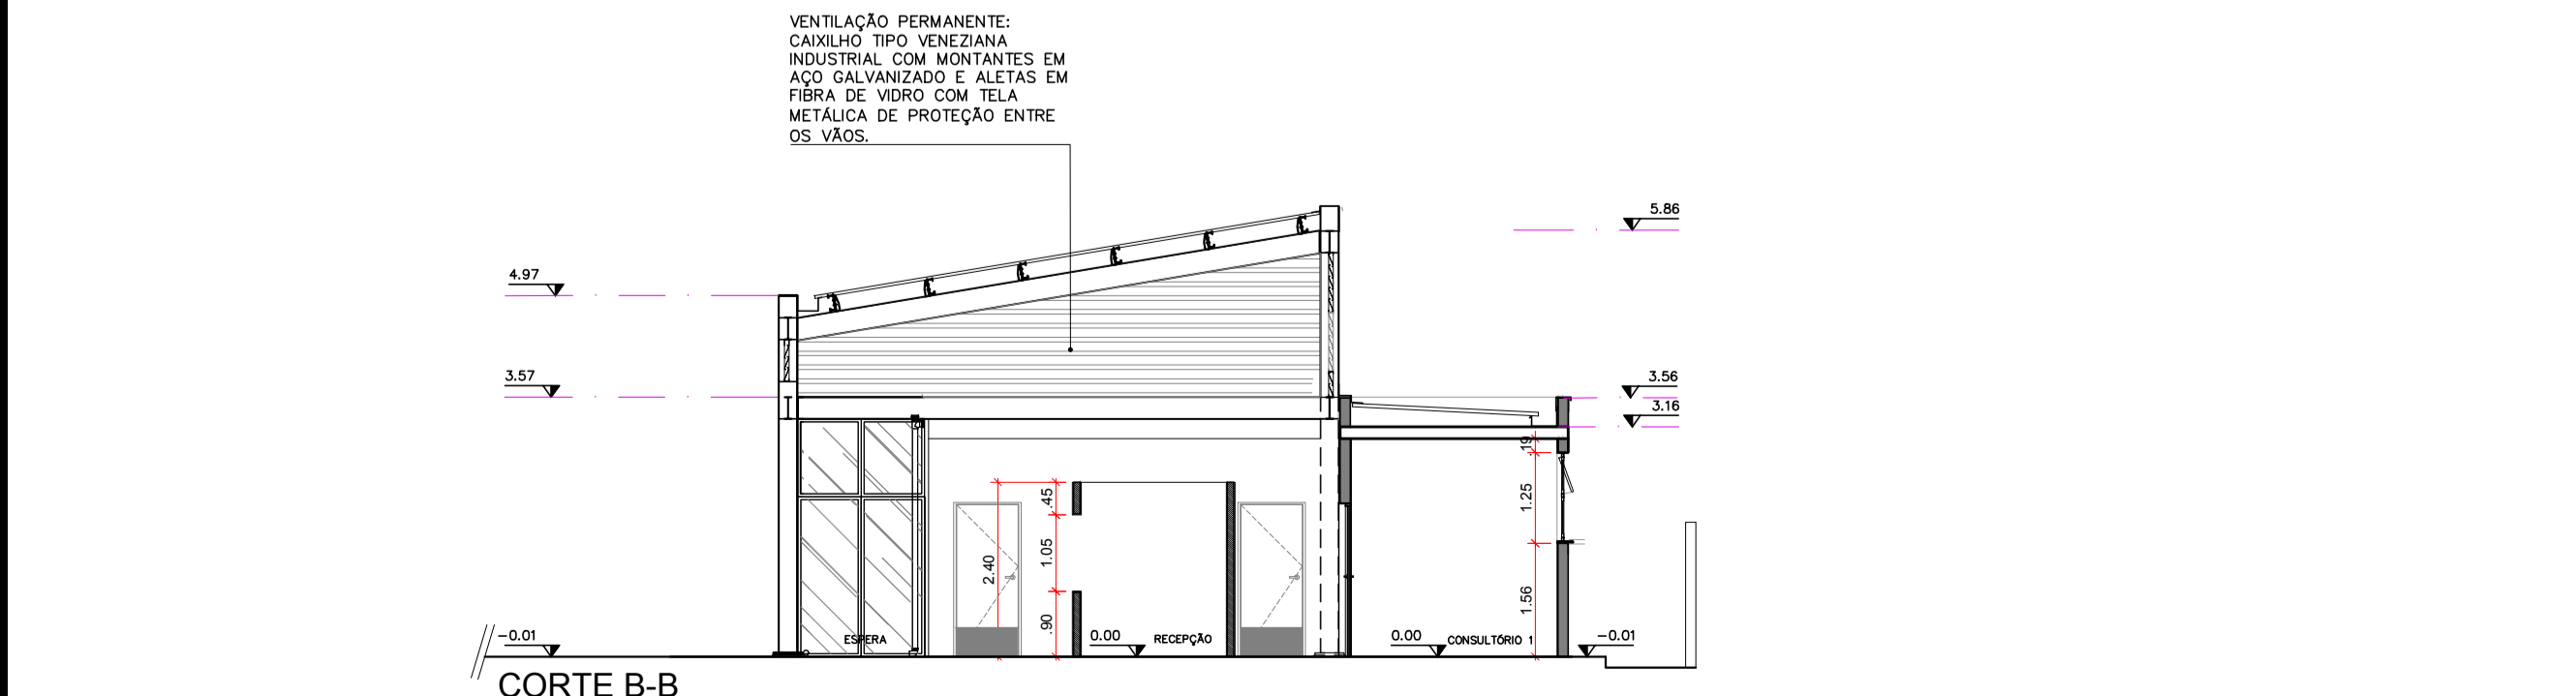 VENTILAÇÃO PERMANENTE:
CAIXILHO TIPO VENEZIANA
INDUSTRIAL COM MONTANTES EM
AÇO GALVANIZADO E ALETAS EM
FIBRA DE VIDRO COM TELA
METÁLICA DE PROTEÇÃO ENTRE
OS VÃOS.
5.86
4.97
3.57
3.56
3.16
.19
.45
1.25
1.05
2.40
1.56
.90
-0.01
ESPERA
0.00
RECEPÇÃO
0.00
CONSULTÓRIO 1
-0.01
CORTE B-B